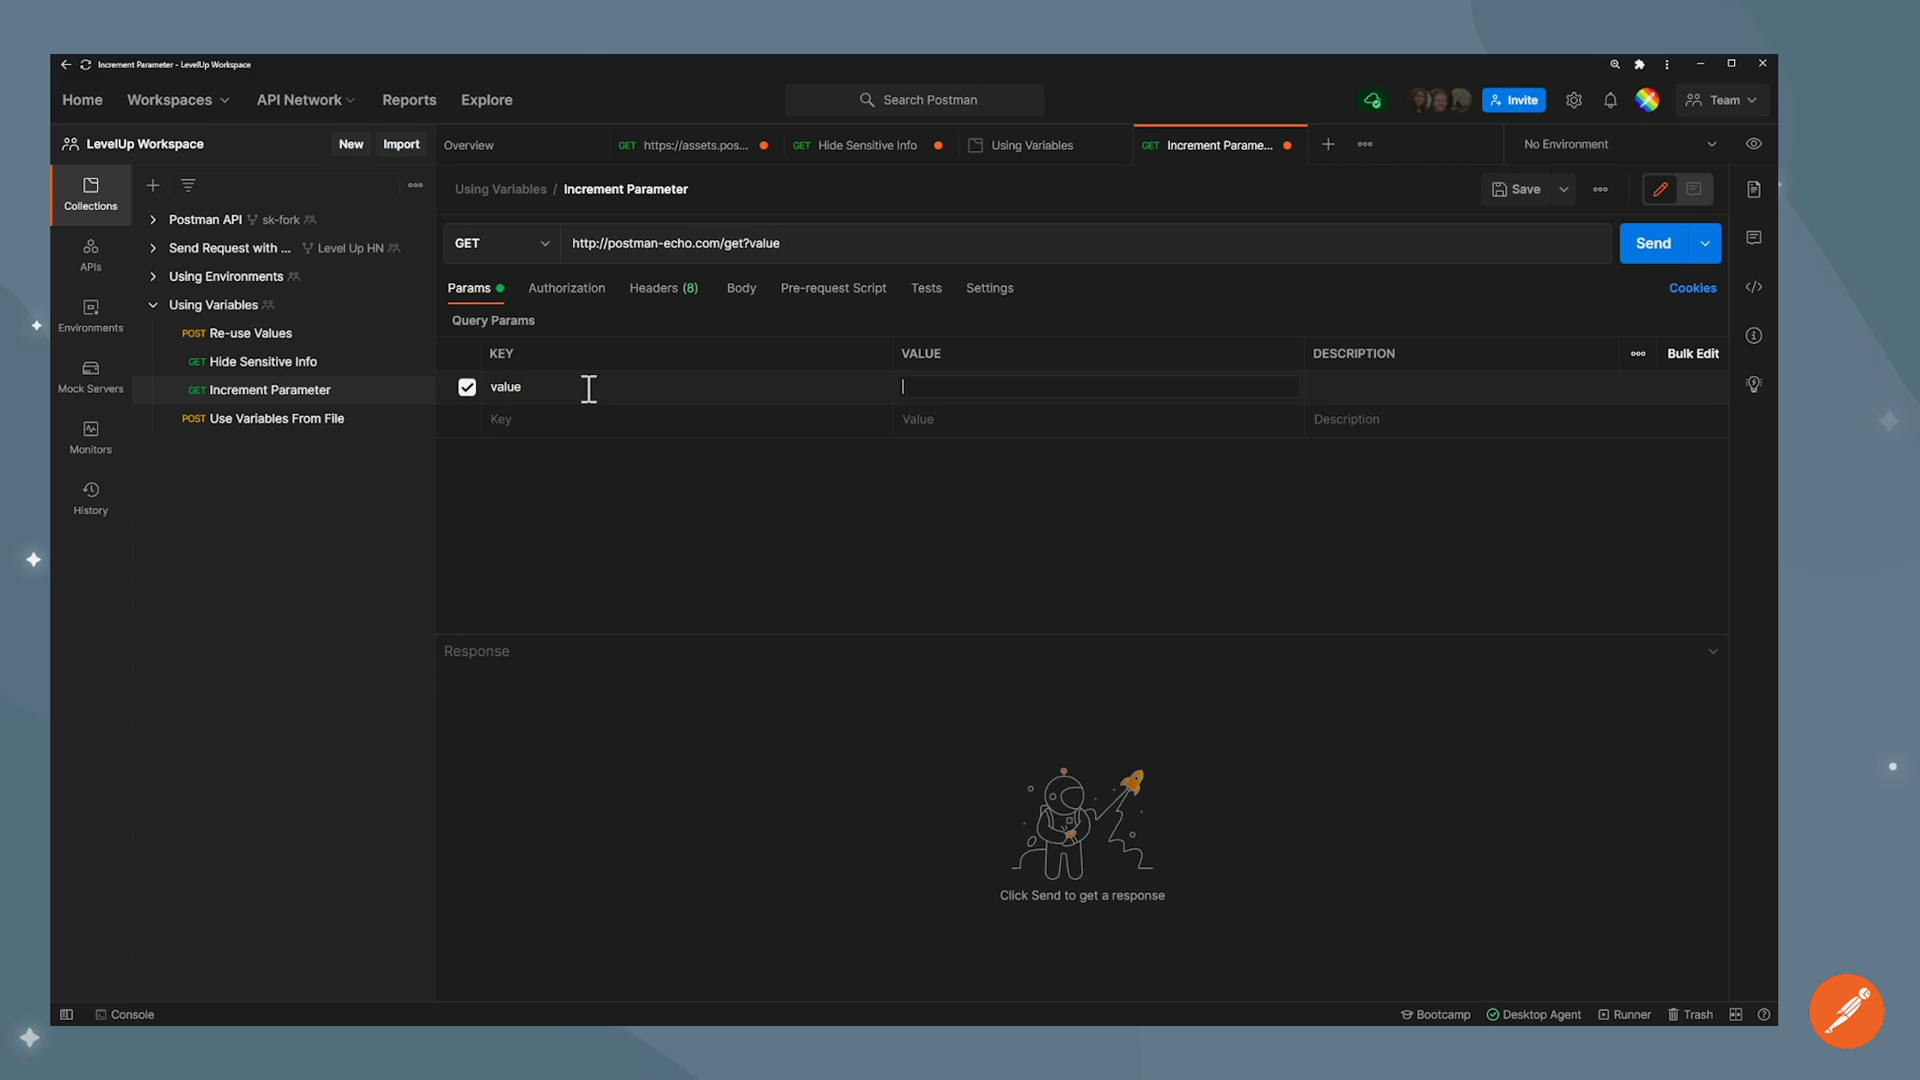 Increment Parameter - LevelUp Workspace
Home Workspaces API Network Reports Explore
Search Postman
Invite
Team
LevelUp Workspace
New Import
Overview
GET https://assets.pos...
GET Hide Sensitive Info
Using Variables
GET Increment Parame...
No Environment
Collections
APIs
Environments
Mock Servers
Monitors
History
Postman API sk-fork
Send Request with ... Level Up HN
Using Environments
Using Variables
POST Re-use Values
GET Hide Sensitive Info
GET Increment Parameter
POST Use Variables From File
Using Variables / Increment Parameter
Save
GET http://postman-echo.com/get?value
Send
Params Authorization Headers (8) Body Pre-request Script Tests Settings
Cookies
Query Params
KEY VALUE DESCRIPTION Bulk Edit
value
Key Value Description
Response
Click Send to get a response
Console
Bootcamp Desktop Agent Runner Trash